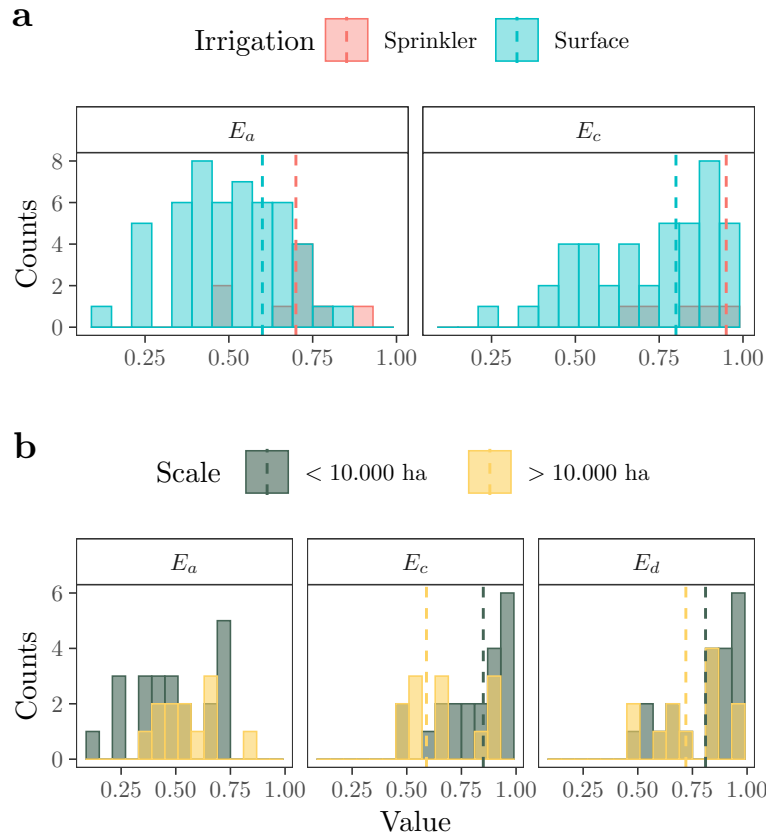 a
Irrigation Sprinkler Surface
E_a E_c
8
6
4
2
0
Counts
0.25 0.50 0.75 1.00 0.25 0.50 0.75 1.00
b
Scale < 10.000 ha > 10.000 ha
E_a E_c E_d
6
4
2
0
Counts
0.25 0.50 0.75 1.00 0.25 0.50 0.75 1.00 0.25 0.50 0.75 1.00
Value